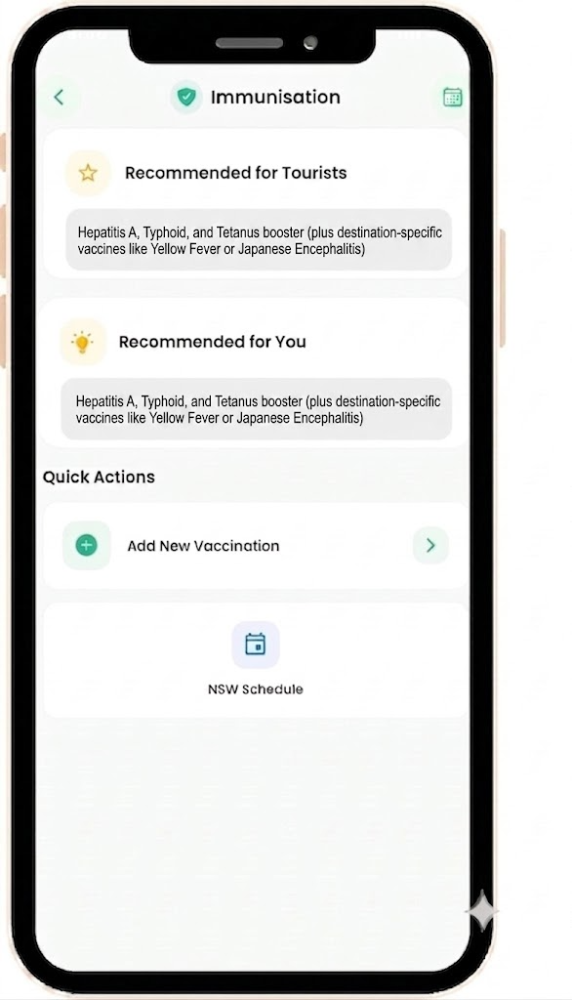 Immunisation
Recommended for Tourists
Hepatitis A, Typhoid, and Tetanus booster (plus destination-specific
vaccines like Yellow Fever or Japanese Encephalitis)
Recommended for You
Hepatitis A, Typhoid, and Tetanus booster (plus destination-specific
vaccines like Yellow Fever or Japanese Encephalitis)
Quick Actions
Add New Vaccination
NSW Schedule